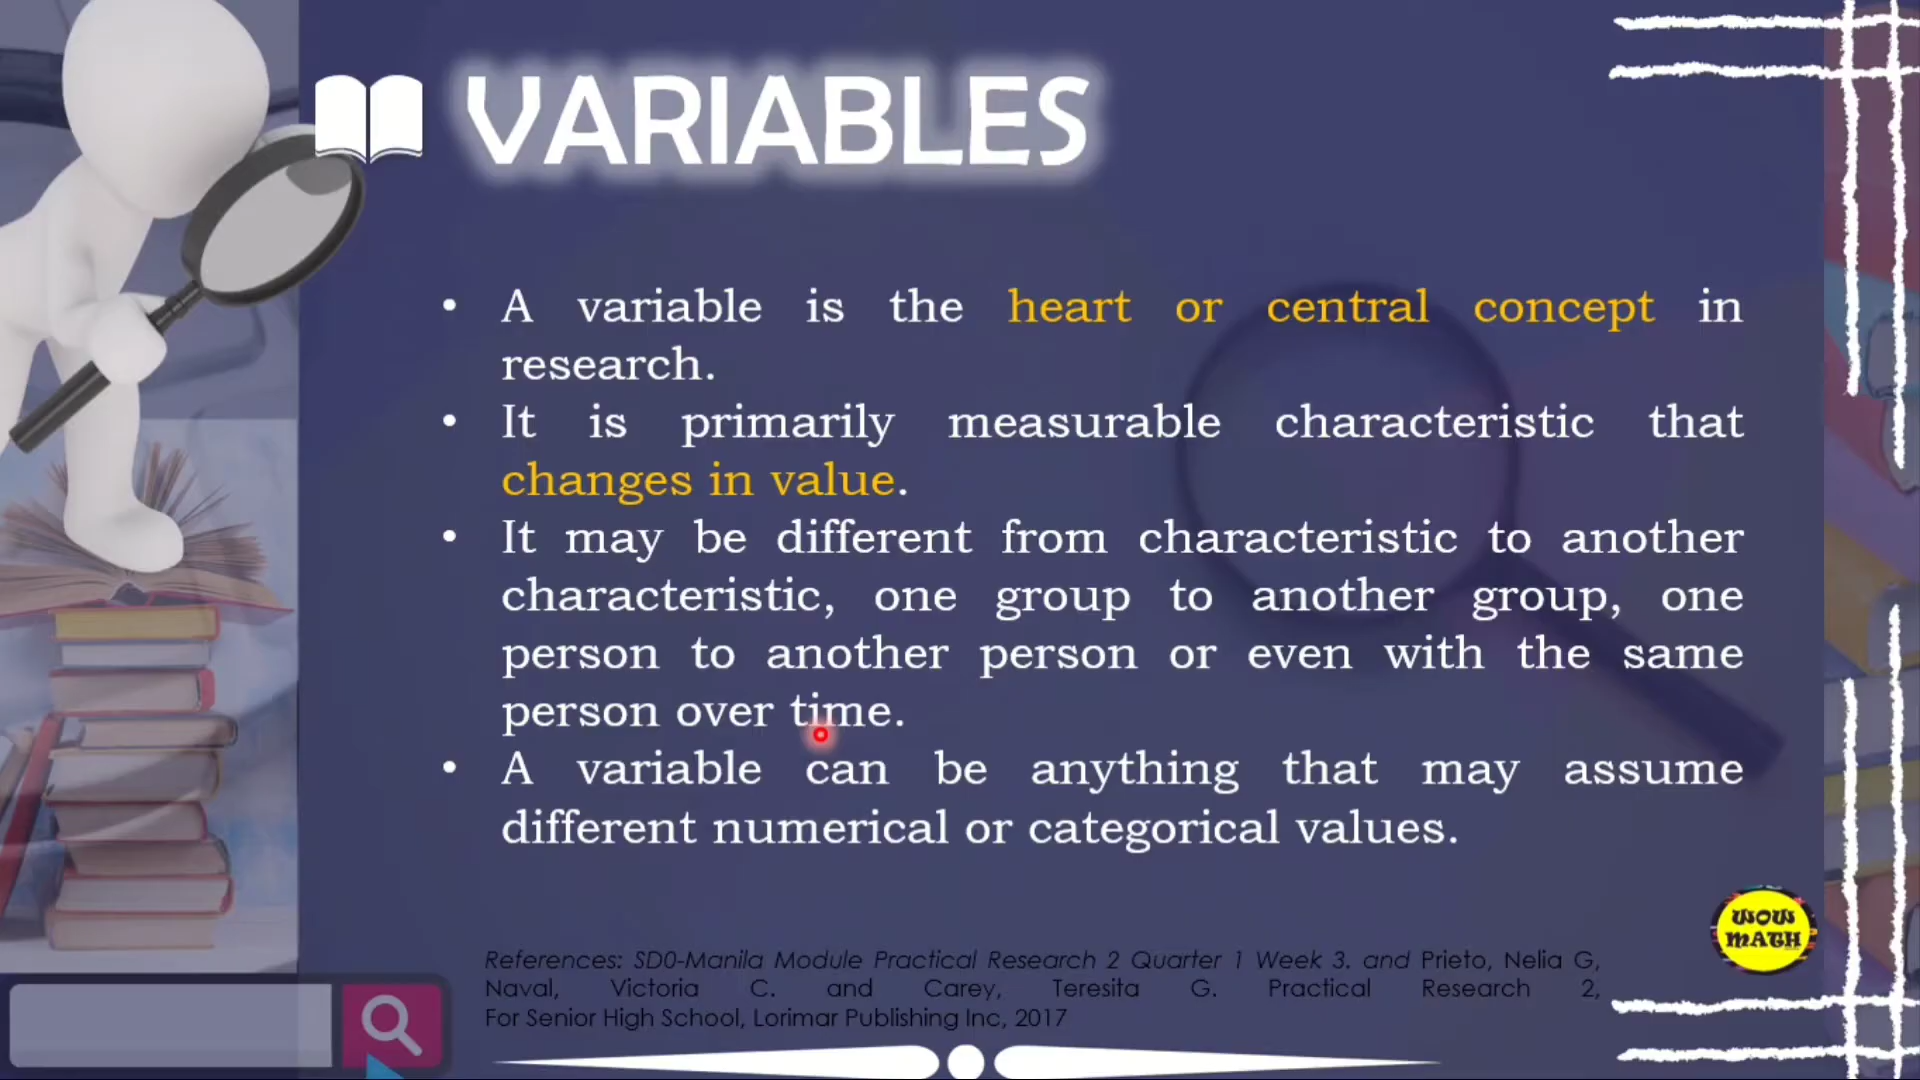 VARIABLES
• A variable is the heart or central concept in
research.
• It is primarily measurable characteristic that
changes in value.
• It may be different from characteristic to another
characteristic, one group to another group, one
person to another person or even with the same
person over time.
• A variable can be anything that may assume
different numerical or categorical values.
WOW
MATH
References: SD0-Manila Module Practical Research 2 Quarter 1 Week 3. and Prieto, Nelia G,
Naval, Victoria C. and Carey, Teresita G. Practical Research 2,
For Senior High School, Lorimar Publishing Inc, 2017